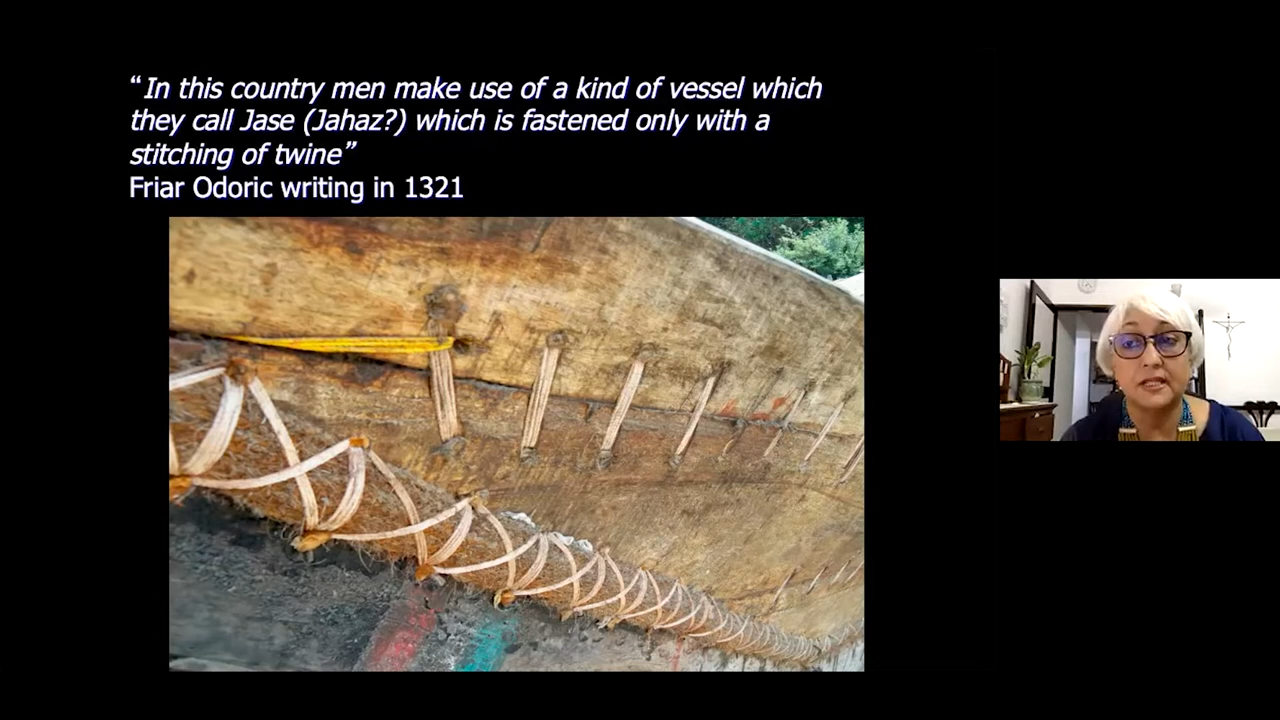 “In this country men make use of a kind of vessel which
they call Jase (Jahaz?) which is fastened only with a
stitching of twine”
Friar Odoric writing in 1321